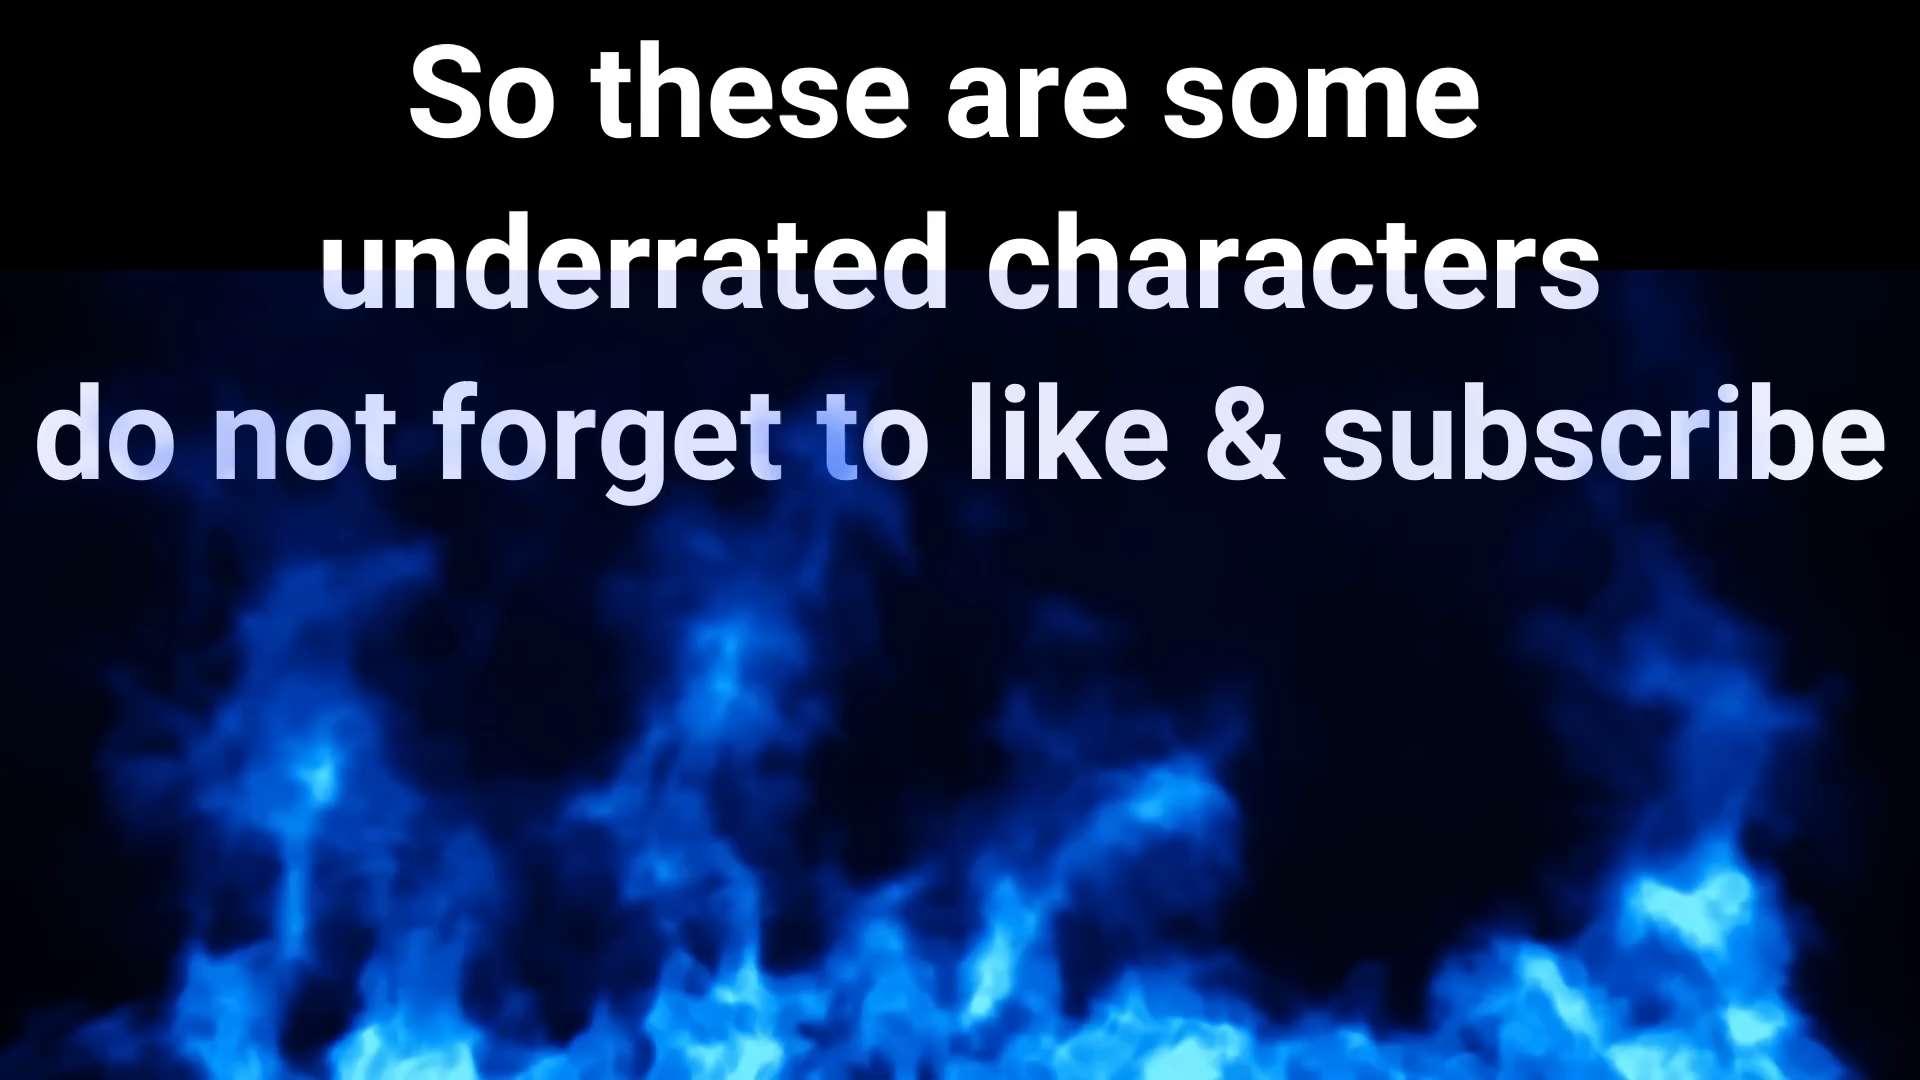 So these are some
underrated characters
do not forget to like & subscribe